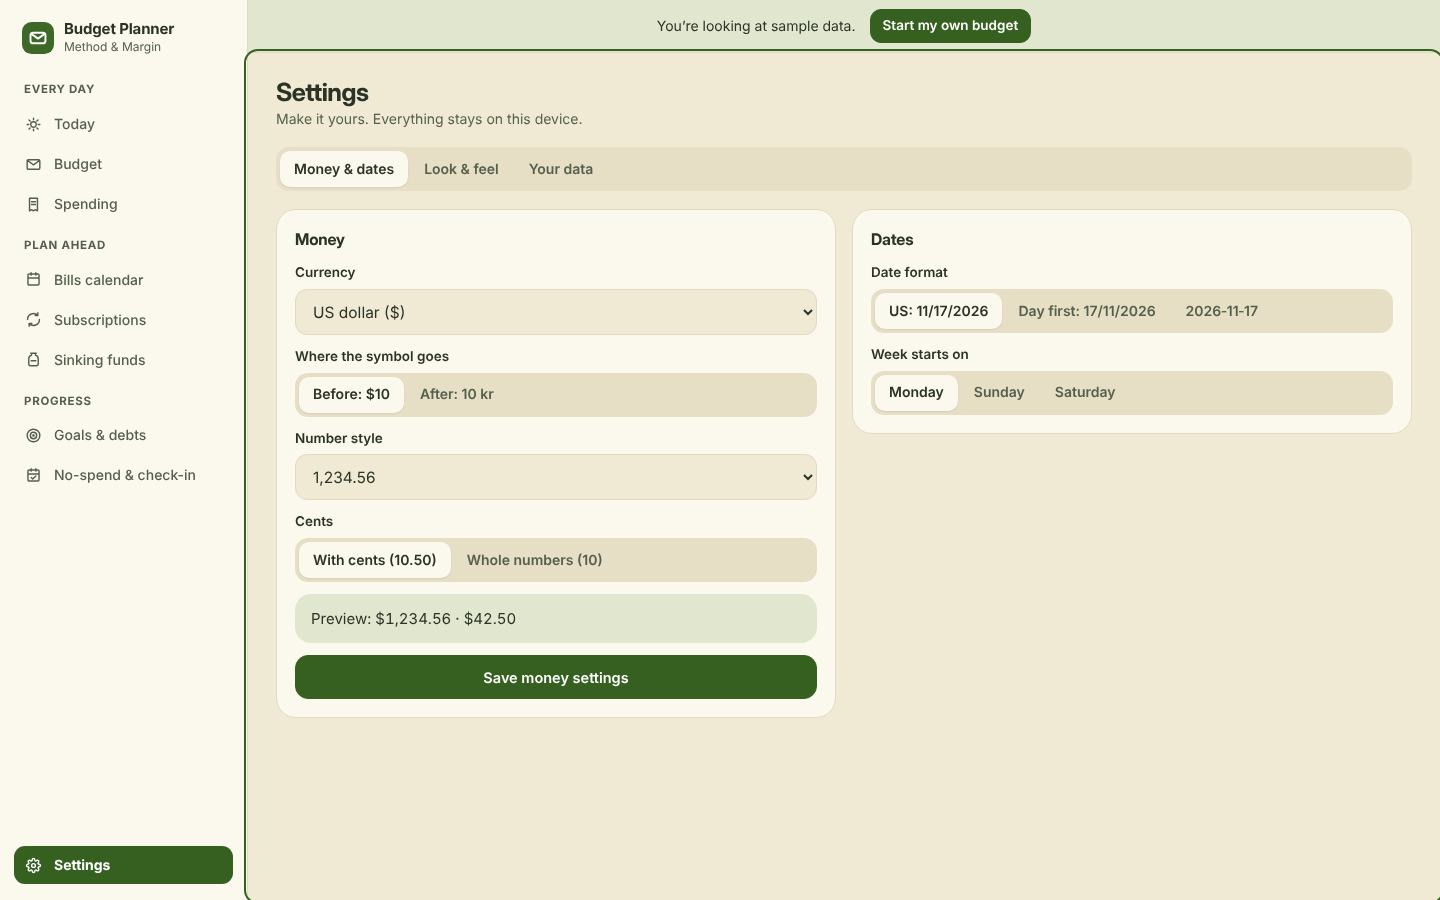 Budget Planner
Method & Margin
EVERY DAY
Today
Budget
Spending
PLAN AHEAD
Bills calendar
Subscriptions
Sinking funds
PROGRESS
Goals & debts
No-spend & check-in
Settings
You’re looking at sample data.
Start my own budget
Settings
Make it yours. Everything stays on this device.
Money & dates
Look & feel
Your data
Money
Currency
US dollar ($)
Where the symbol goes
Before: $10
After: 10 kr
Number style
1,234.56
Cents
With cents (10.50)
Whole numbers (10)
Preview: $1,234.56 · $42.50
Save money settings
Dates
Date format
US: 11/17/2026
Day first: 17/11/2026
2026-11-17
Week starts on
Monday
Sunday
Saturday